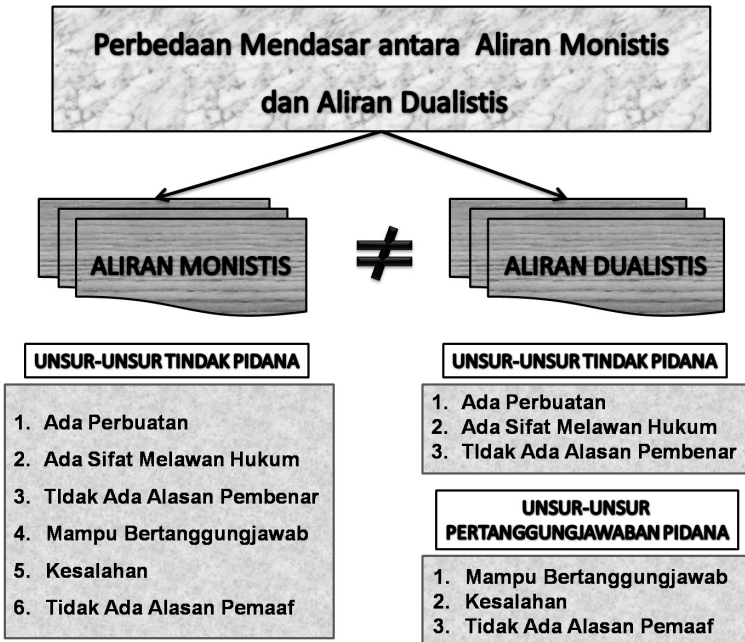 Perbedaan Mendasar antara Aliran Monistis
dan Aliran Dualistis
ALIRAN MONISTIS
≠
ALIRAN DUALISTIS
UNSUR-UNSUR TINDAK PIDANA
1. Ada Perbuatan
2. Ada Sifat Melawan Hukum
3. TIdak Ada Alasan Pembenar
4. Mampu Bertanggungjawab
5. Kesalahan
6. Tidak Ada Alasan Pemaaf
UNSUR-UNSUR TINDAK PIDANA
1. Ada Perbuatan
2. Ada Sifat Melawan Hukum
3. TIdak Ada Alasan Pembenar
UNSUR-UNSUR
PERTANGGUNGJAWABAN PIDANA
1. Mampu Bertanggungjawab
2. Kesalahan
3. Tidak Ada Alasan Pemaaf